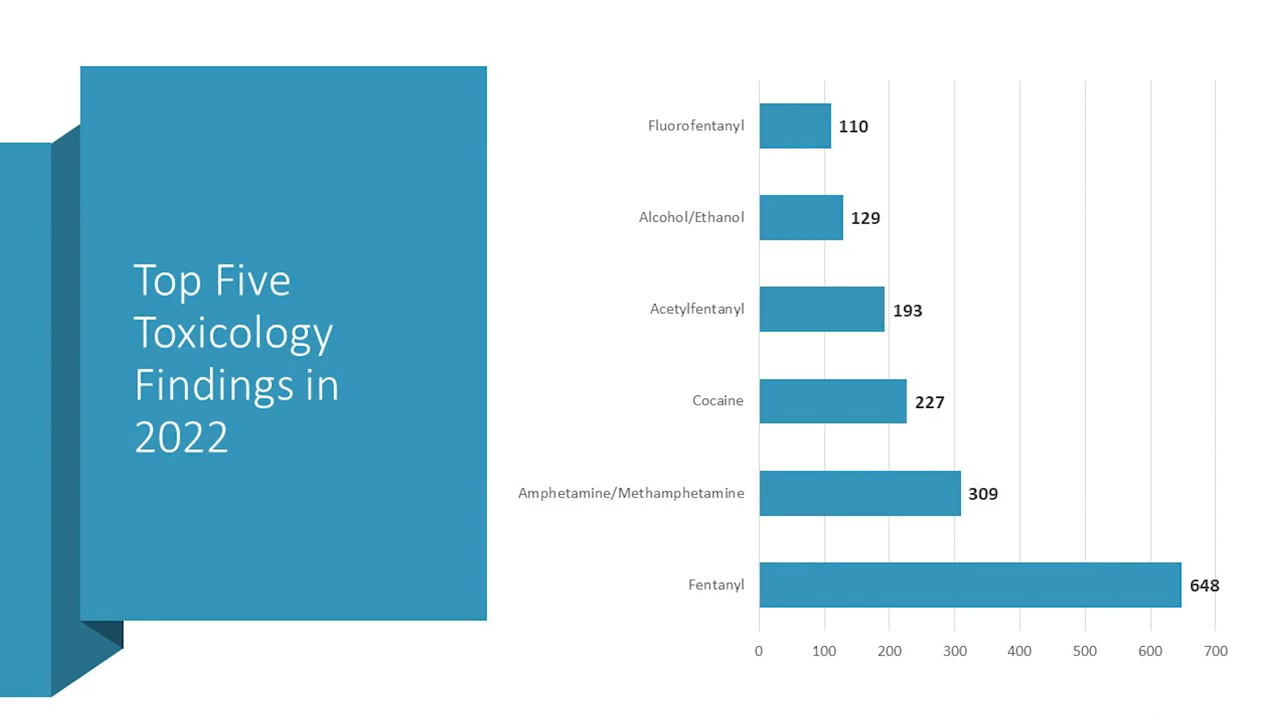 Top Five
Toxicology
Findings in
2022
Fluorofentanyl 110
Alcohol/Ethanol 129
Acetylfentanyl 193
Cocaine 227
Amphetamine/Methamphetamine 309
Fentanyl 648
0 100 200 300 400 500 600 700